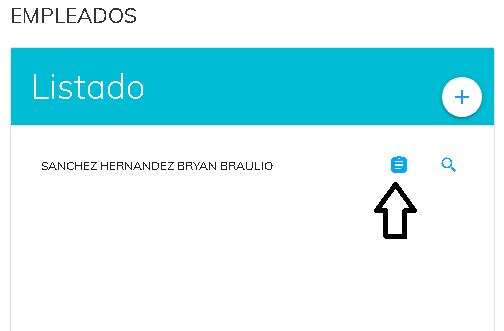 EMPLEADOS
Listado
SANCHEZ HERNANDEZ BRYAN BRAULIO